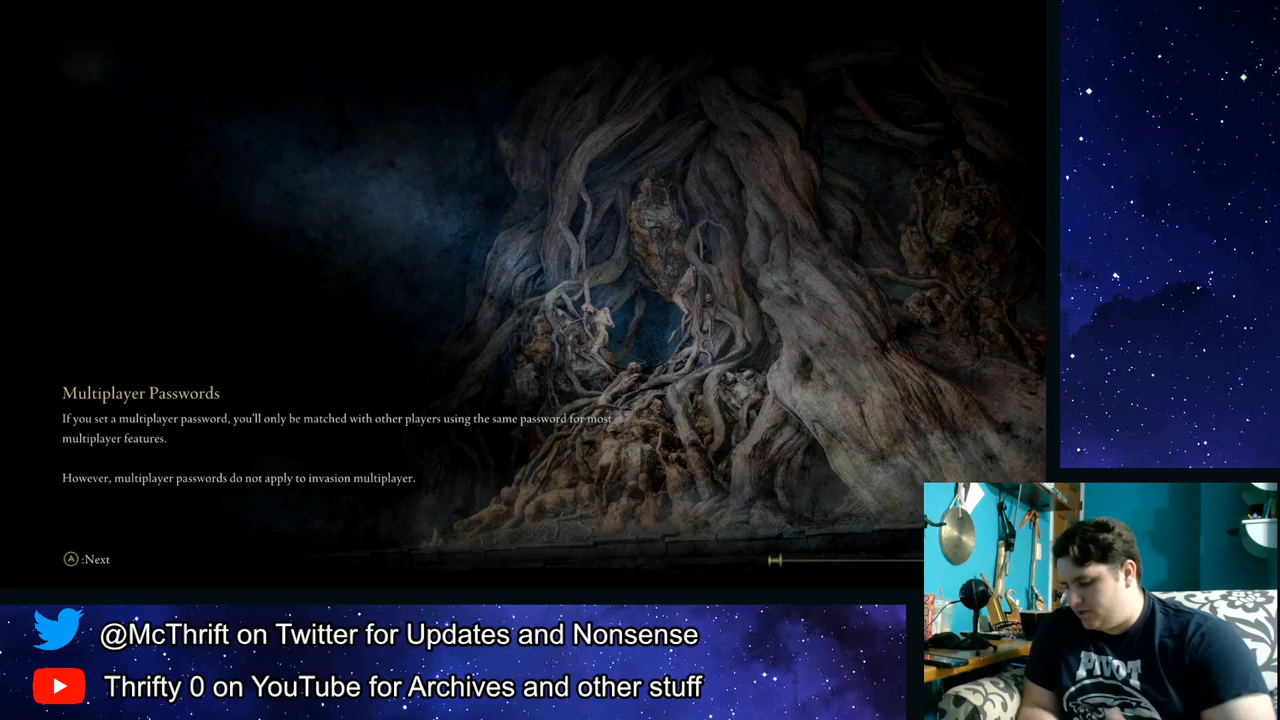 Multiplayer Passwords
If you set a multiplayer password, you'll only be matched with other players using the same password for most
multiplayer features.
However, multiplayer passwords do not apply to invasion multiplayer.
A :Next
@McThrift on Twitter for Updates and Nonsense
Thrifty 0 on YouTube for Archives and other stuff
PIVOT